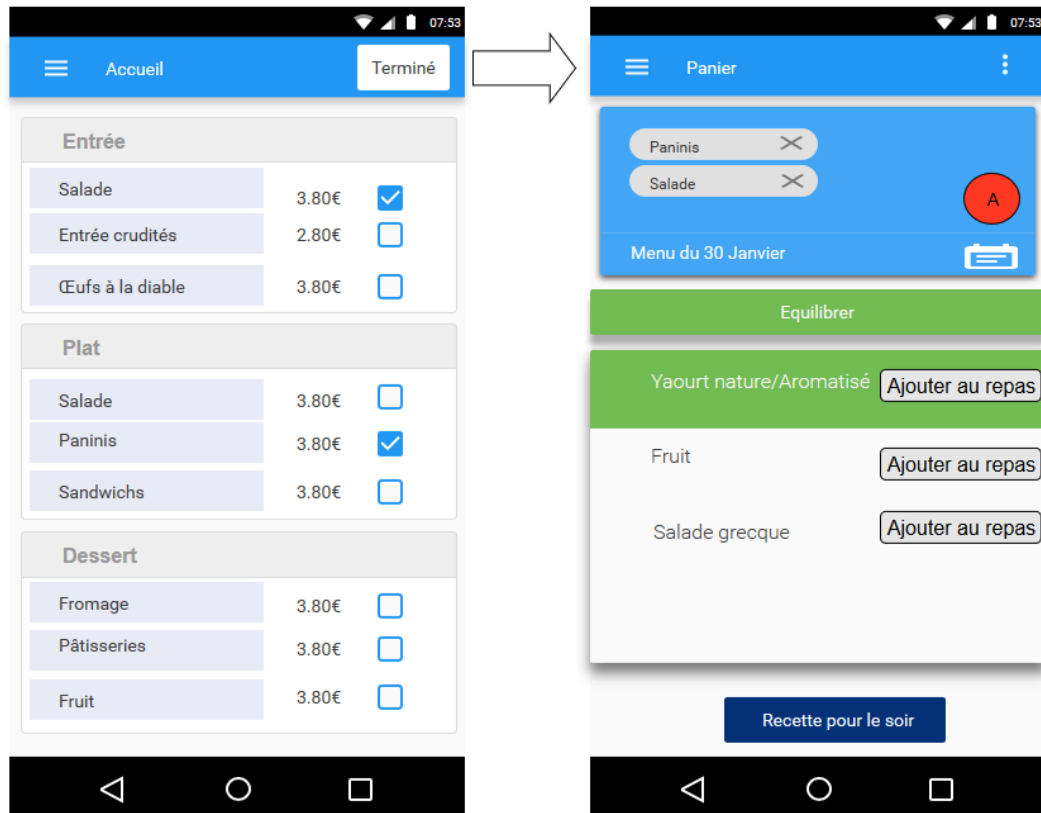 07:53
Accueil
Terminé
Entrée
Salade 3.80€
Entrée crudités 2.80€
Œufs à la diable 3.80€
Plat
Salade 3.80€
Paninis 3.80€
Sandwichs 3.80€
Dessert
Fromage 3.80€
Pâtisseries 3.80€
Fruit 3.80€
07:53
Panier
Paninis
Salade
A
Menu du 30 Janvier
Equilibrer
Yaourt nature/Aromatisé Ajouter au repas
Fruit Ajouter au repas
Salade grecque Ajouter au repas
Recette pour le soir